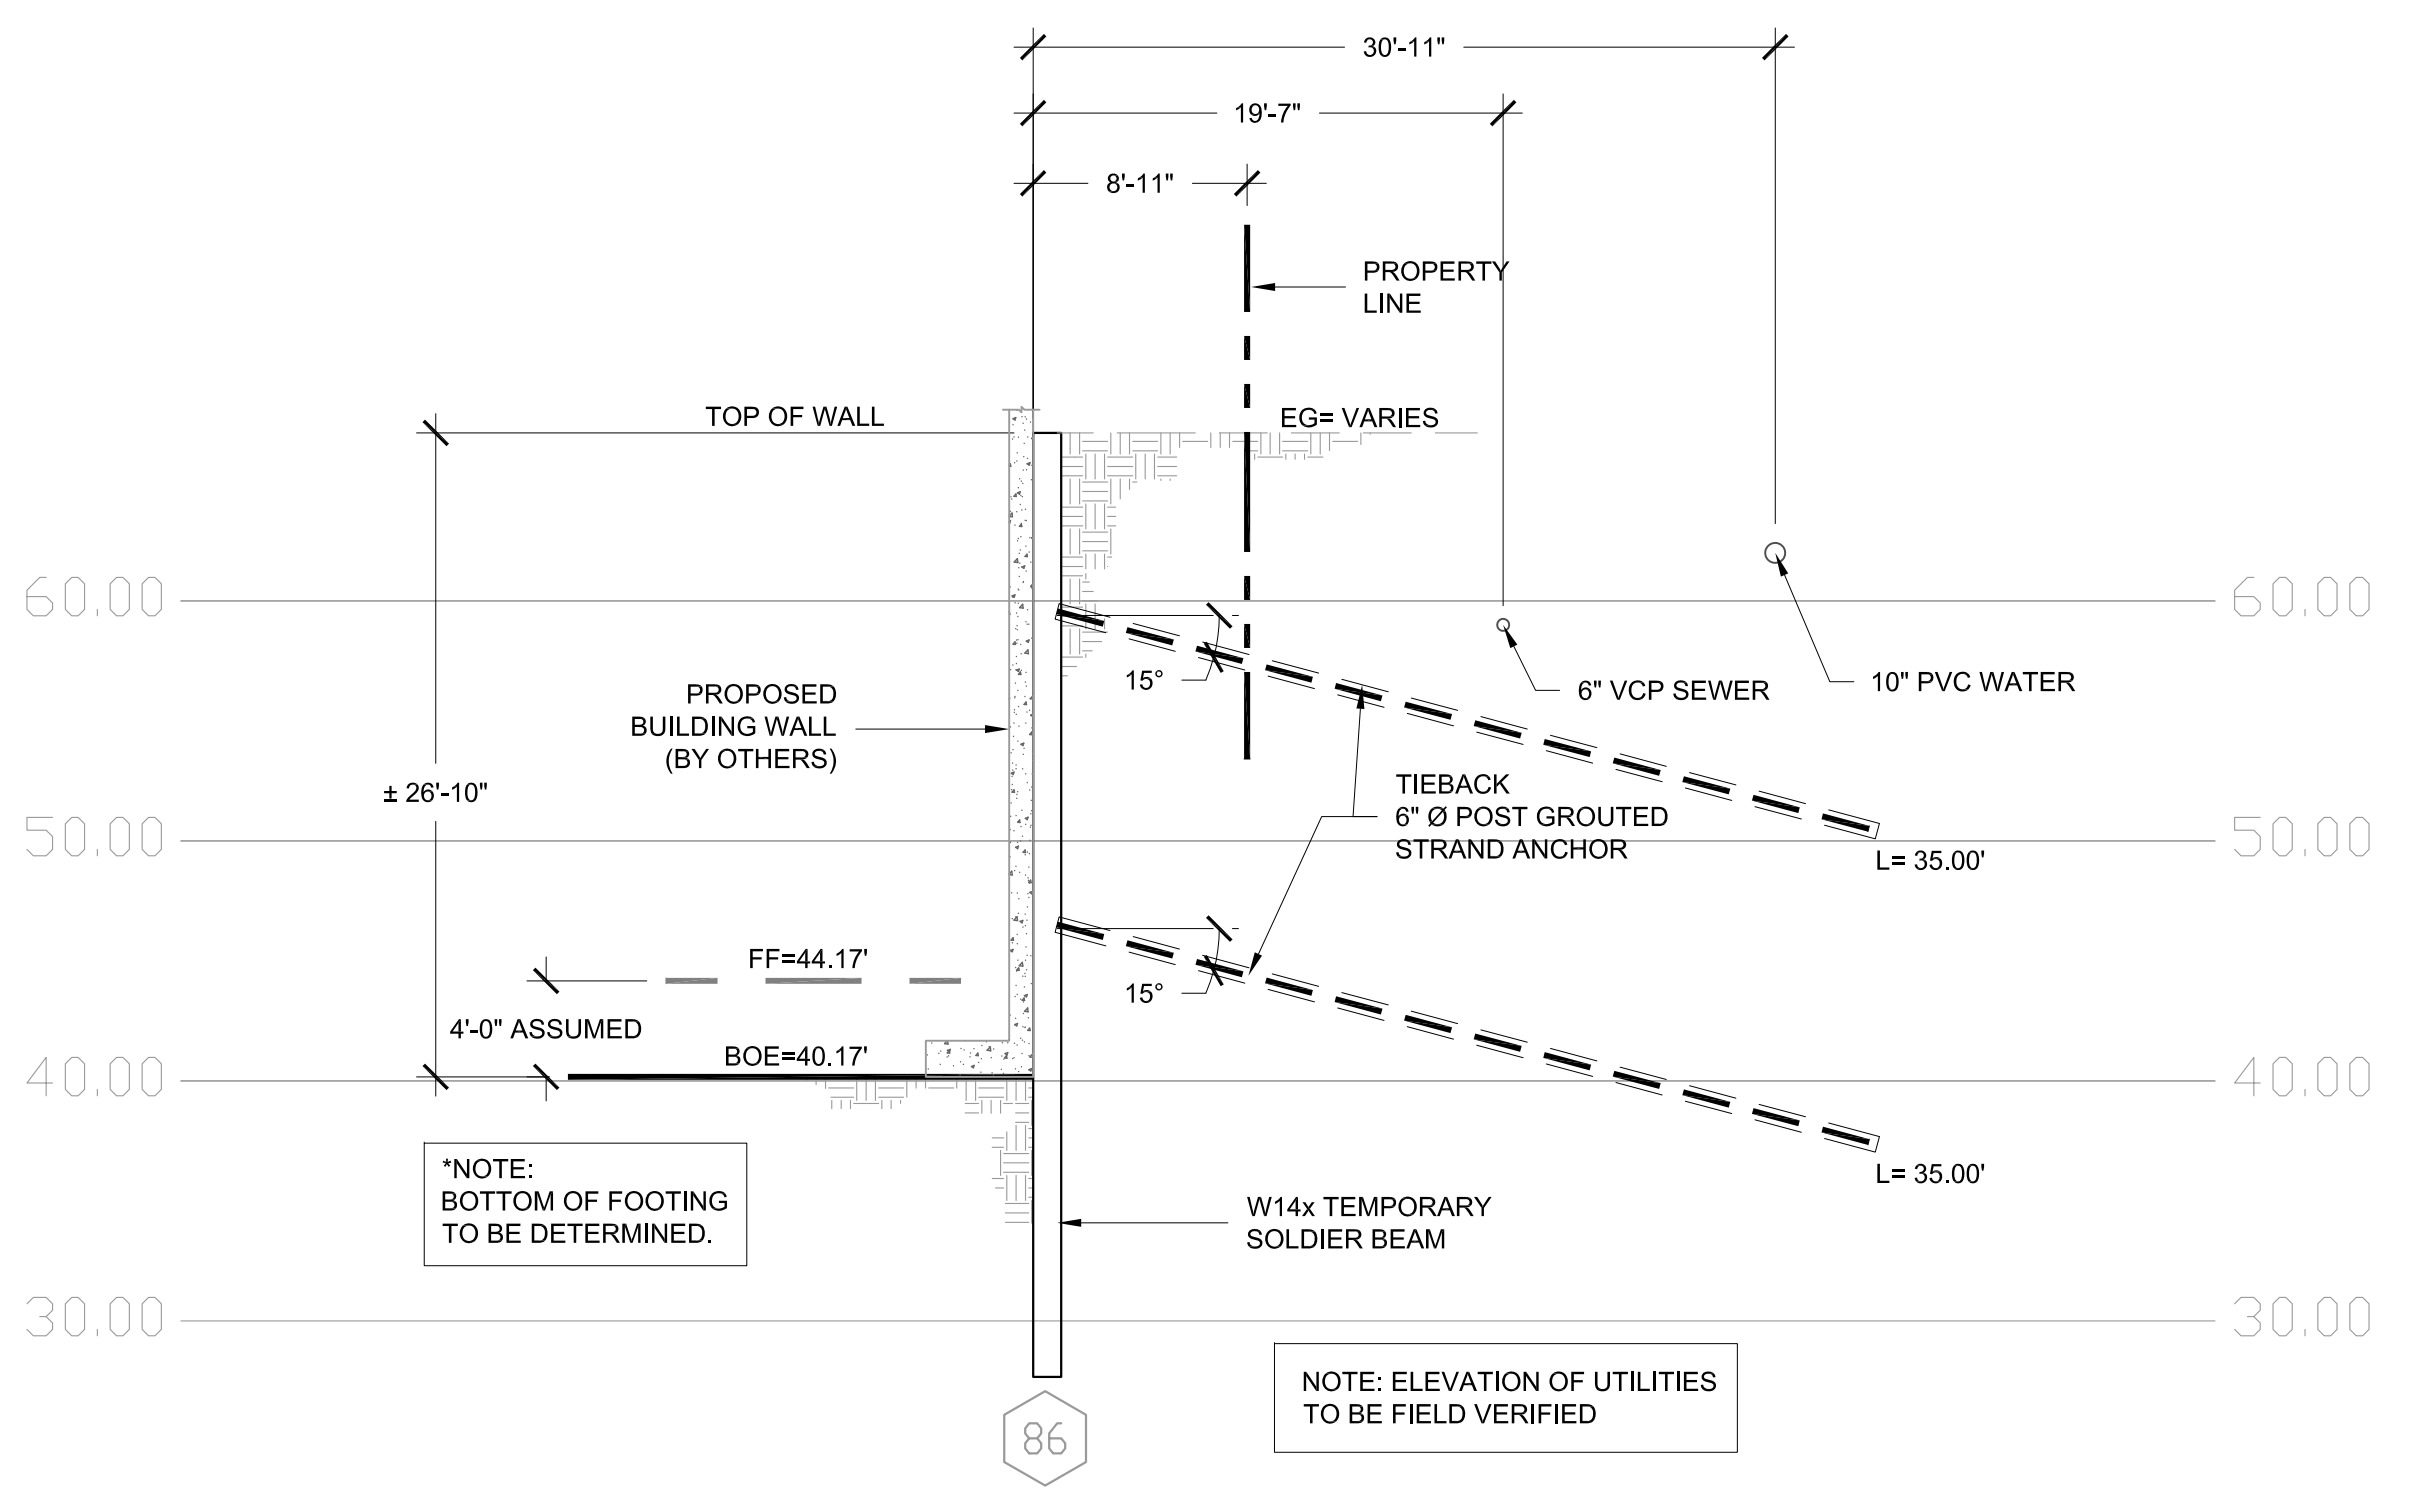 30'-11"
19'-7"
8'-11"
PROPERTY
LINE
TOP OF WALL
EG= VARIES
60.00
60.00
15°
6" VCP SEWER
10" PVC WATER
PROPOSED
BUILDING WALL
(BY OTHERS)
± 26'-10"
TIEBACK
6" Ø POST GROUTED
STRAND ANCHOR
50.00
50.00
L= 35.00'
FF=44.17'
15°
4'-0" ASSUMED
BOE=40.17'
40.00
40.00
*NOTE:
BOTTOM OF FOOTING
TO BE DETERMINED.
L= 35.00'
W14x TEMPORARY
SOLDIER BEAM
30.00
30.00
NOTE: ELEVATION OF UTILITIES
TO BE FIELD VERIFIED
86